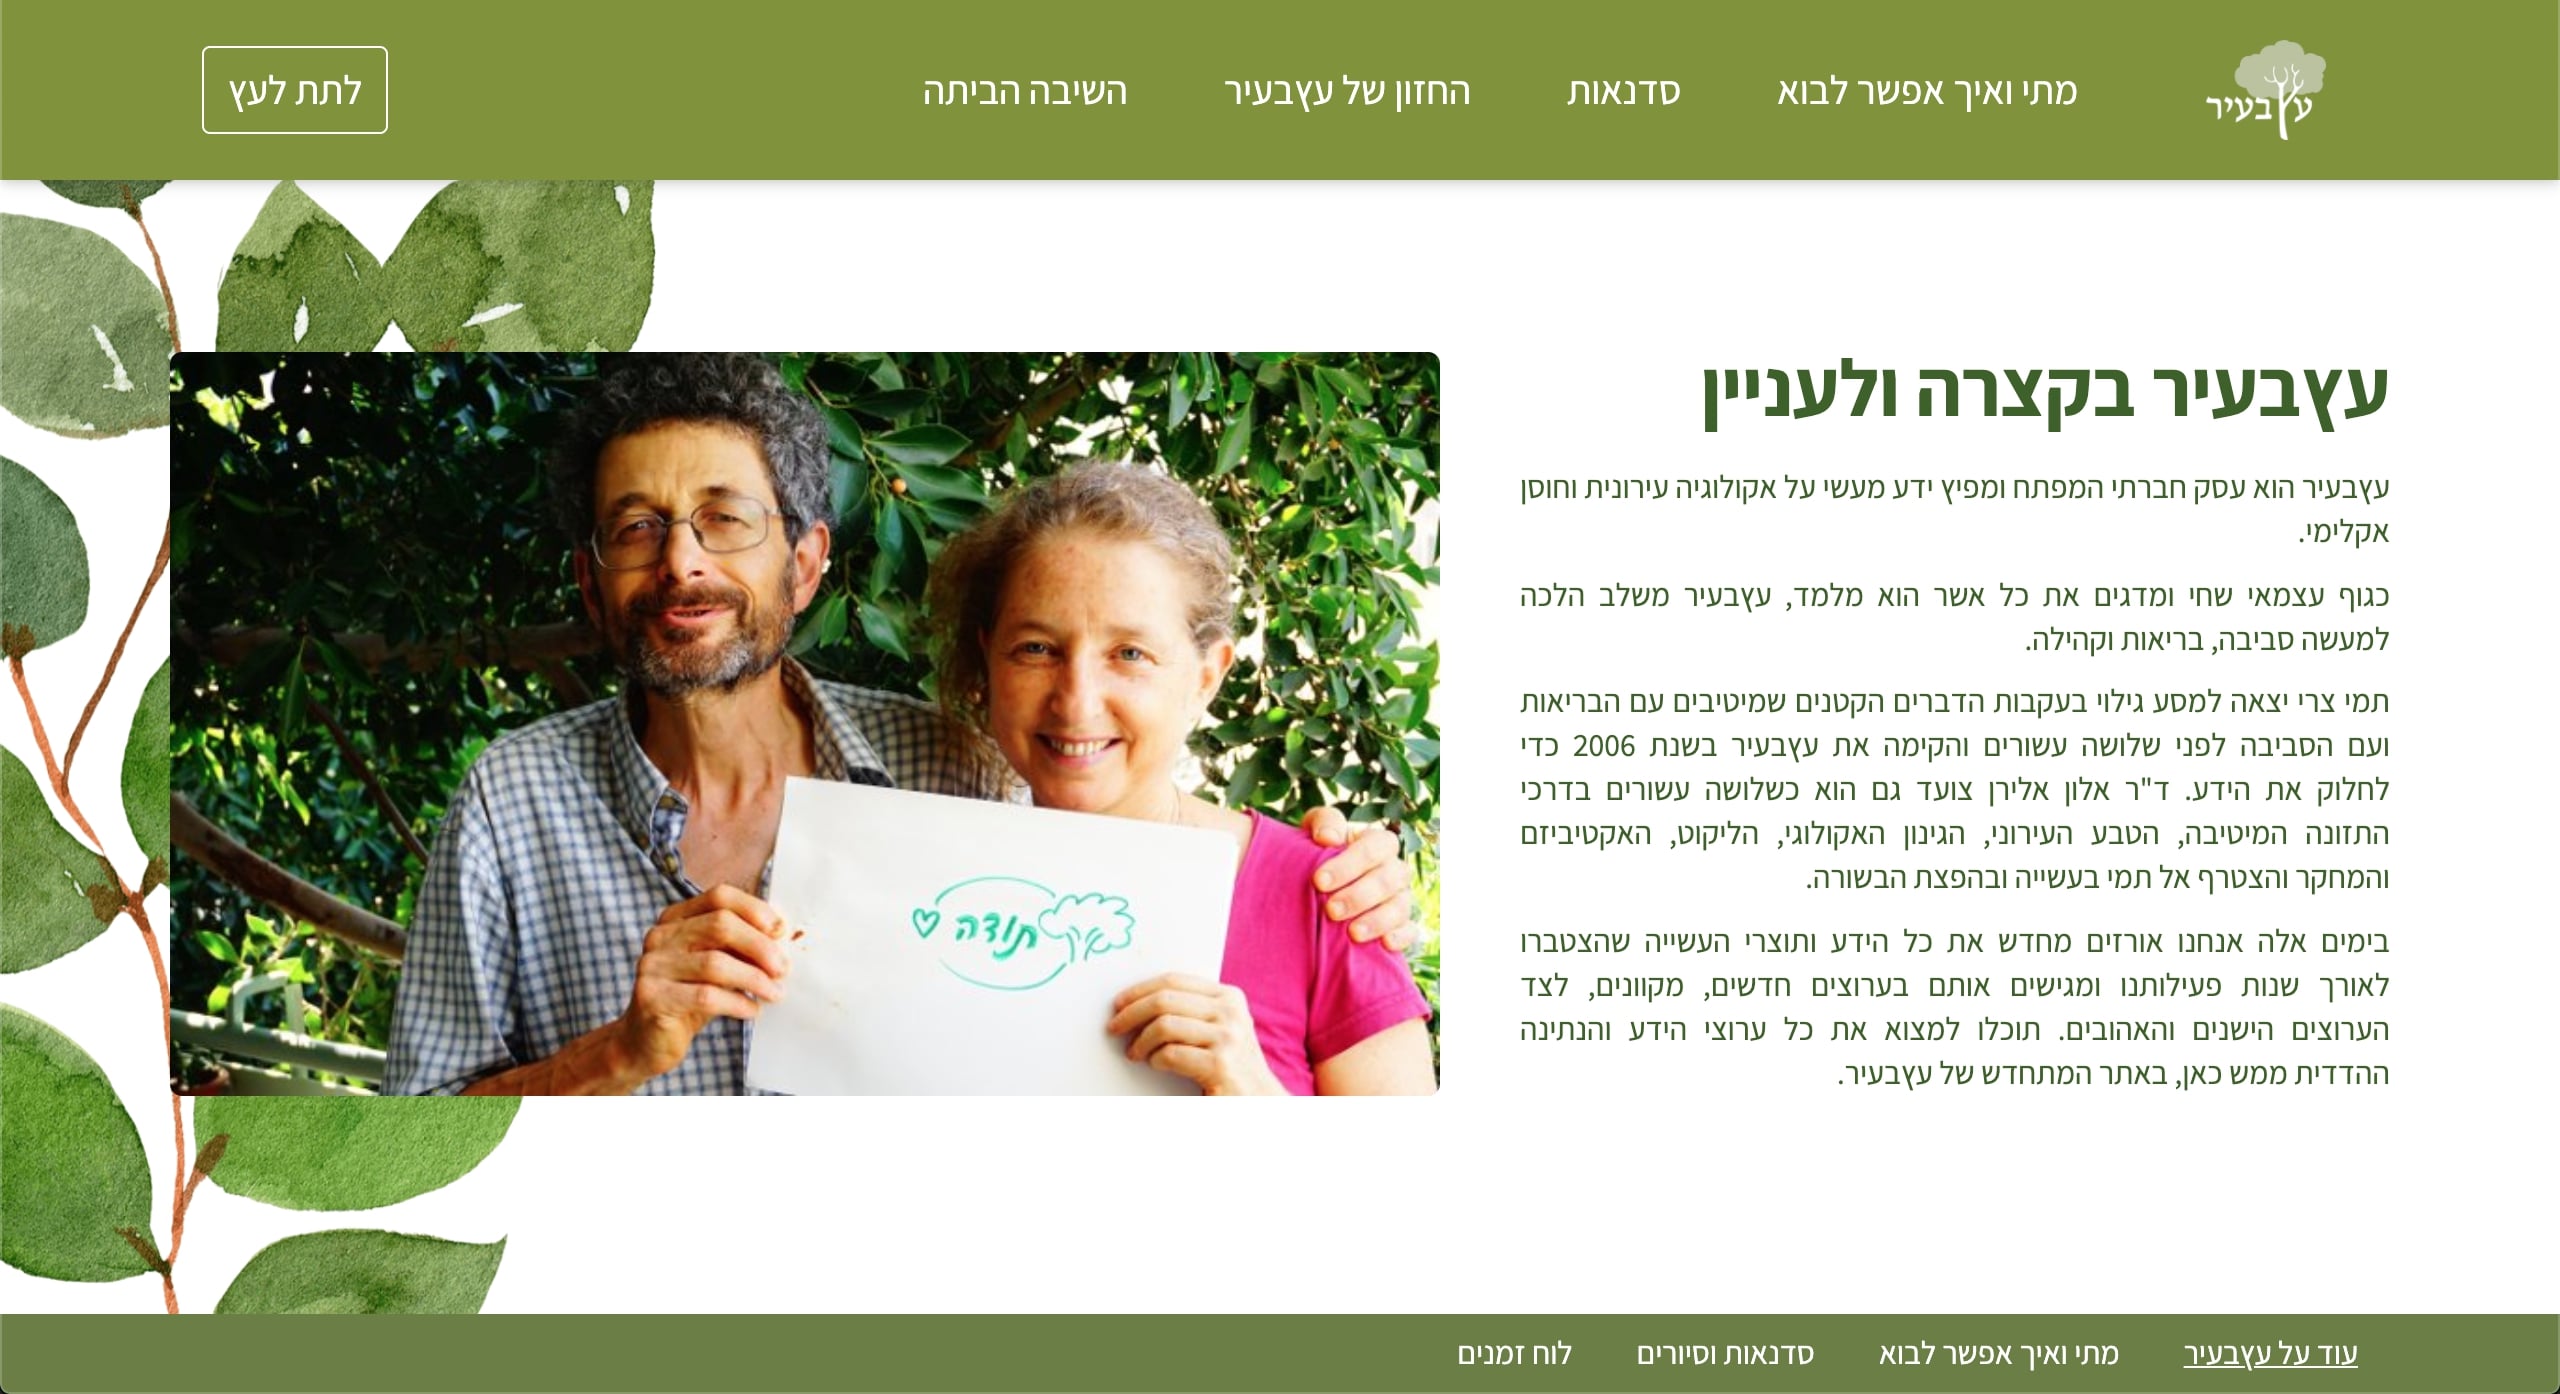 עץבעיר
מתי ואיך אפשר לבוא
סדנאות
החזון של עץבעיר
השיבה הביתה
לתת לעץ
עץבעיר בקצרה ולעניין
עץבעיר הוא עסק חברתי המפתח ומפיץ ידע מעשי על אקולוגיה עירונית וחוסן
אקלימי.
כגוף עצמאי שחי ומדגים את כל אשר הוא מלמד, עץבעיר משלב הלכה
למעשה סביבה, בריאות וקהילה.
תמי צרי יצאה למסע גילוי בעקבות הדברים הקטנים שמיטיבים עם הבריאות
ועם הסביבה לפני שלושה עשורים והקימה את עץבעיר בשנת 2006 כדי
לחלוק את הידע. ד"ר אלון אלירן צועד גם הוא כשלושה עשורים בדרכי
התזונה המיטיבה, הטבע העירוני, הגינון האקולוגי, הליקוט, האקטיביזם
והמחקר והצטרף אל תמי בעשייה ובהפצת הבשורה.
בימים אלה אנחנו אורזים מחדש את כל הידע ותוצרי העשייה שהצטברו
לאורך שנות פעילותנו ומגישים אותם בערוצים חדשים, מקוונים, לצד
הערוצים הישנים והאהובים. תוכלו למצוא את כל ערוצי הידע והנתינה
ההדדית ממש כאן, באתר המתחדש של עץבעיר.
תודה
עוד על עץבעיר
מתי ואיך אפשר לבוא
סדנאות וסיורים
לוח זמנים